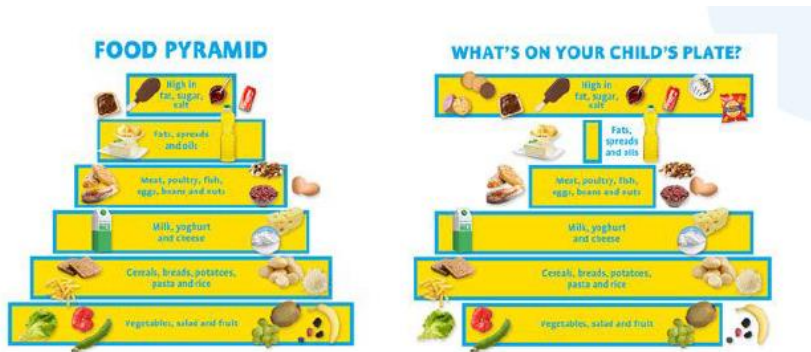 FOOD PYRAMID
High in
fat, sugar,
salt
Fats, spreads
and oils
Meat, poultry, fish,
eggs, beans and nuts
Milk, yoghurt
and cheese
Cereals, breads, potatoes,
pasta and rice
Vegetables, salad and fruit
WHAT'S ON YOUR CHILD'S PLATE?
High in
fat, sugar,
salt
Fats,
spreads
and oils
Meat, poultry, fish,
eggs, beans and nuts
Milk, yoghurt
and cheese
Cereals, breads, potatoes,
pasta and rice
Vegetables, salad and fruit